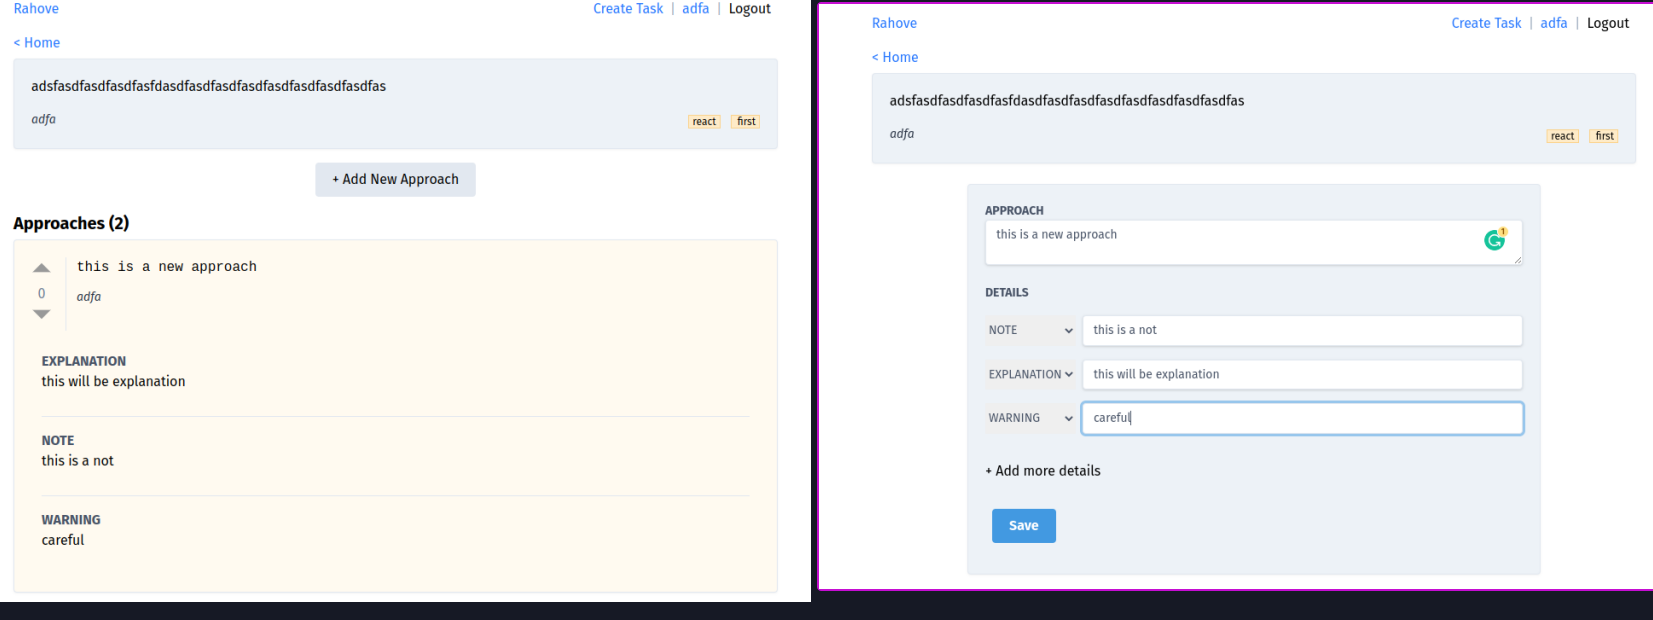 Rahove Create Task | adfa | Logout
< Home
adsfasdfasdfasdfasfdasdfasdfasdfasdfasdfasdfasdfasdfas
adfa react first
+ Add New Approach
Approaches (2)
this is a new approach
0
adfa
EXPLANATION
this will be explanation
NOTE
this is a not
WARNING
careful
Rahove Create Task | adfa | Logout
< Home
adsfasdfasdfasdfasfdasdfasdfasdfasdfasdfasdfasdfasdfas
adfa react first
APPROACH
this is a new approach
1
DETAILS
NOTE this is a not
EXPLANATION this will be explanation
WARNING careful
+ Add more details
Save